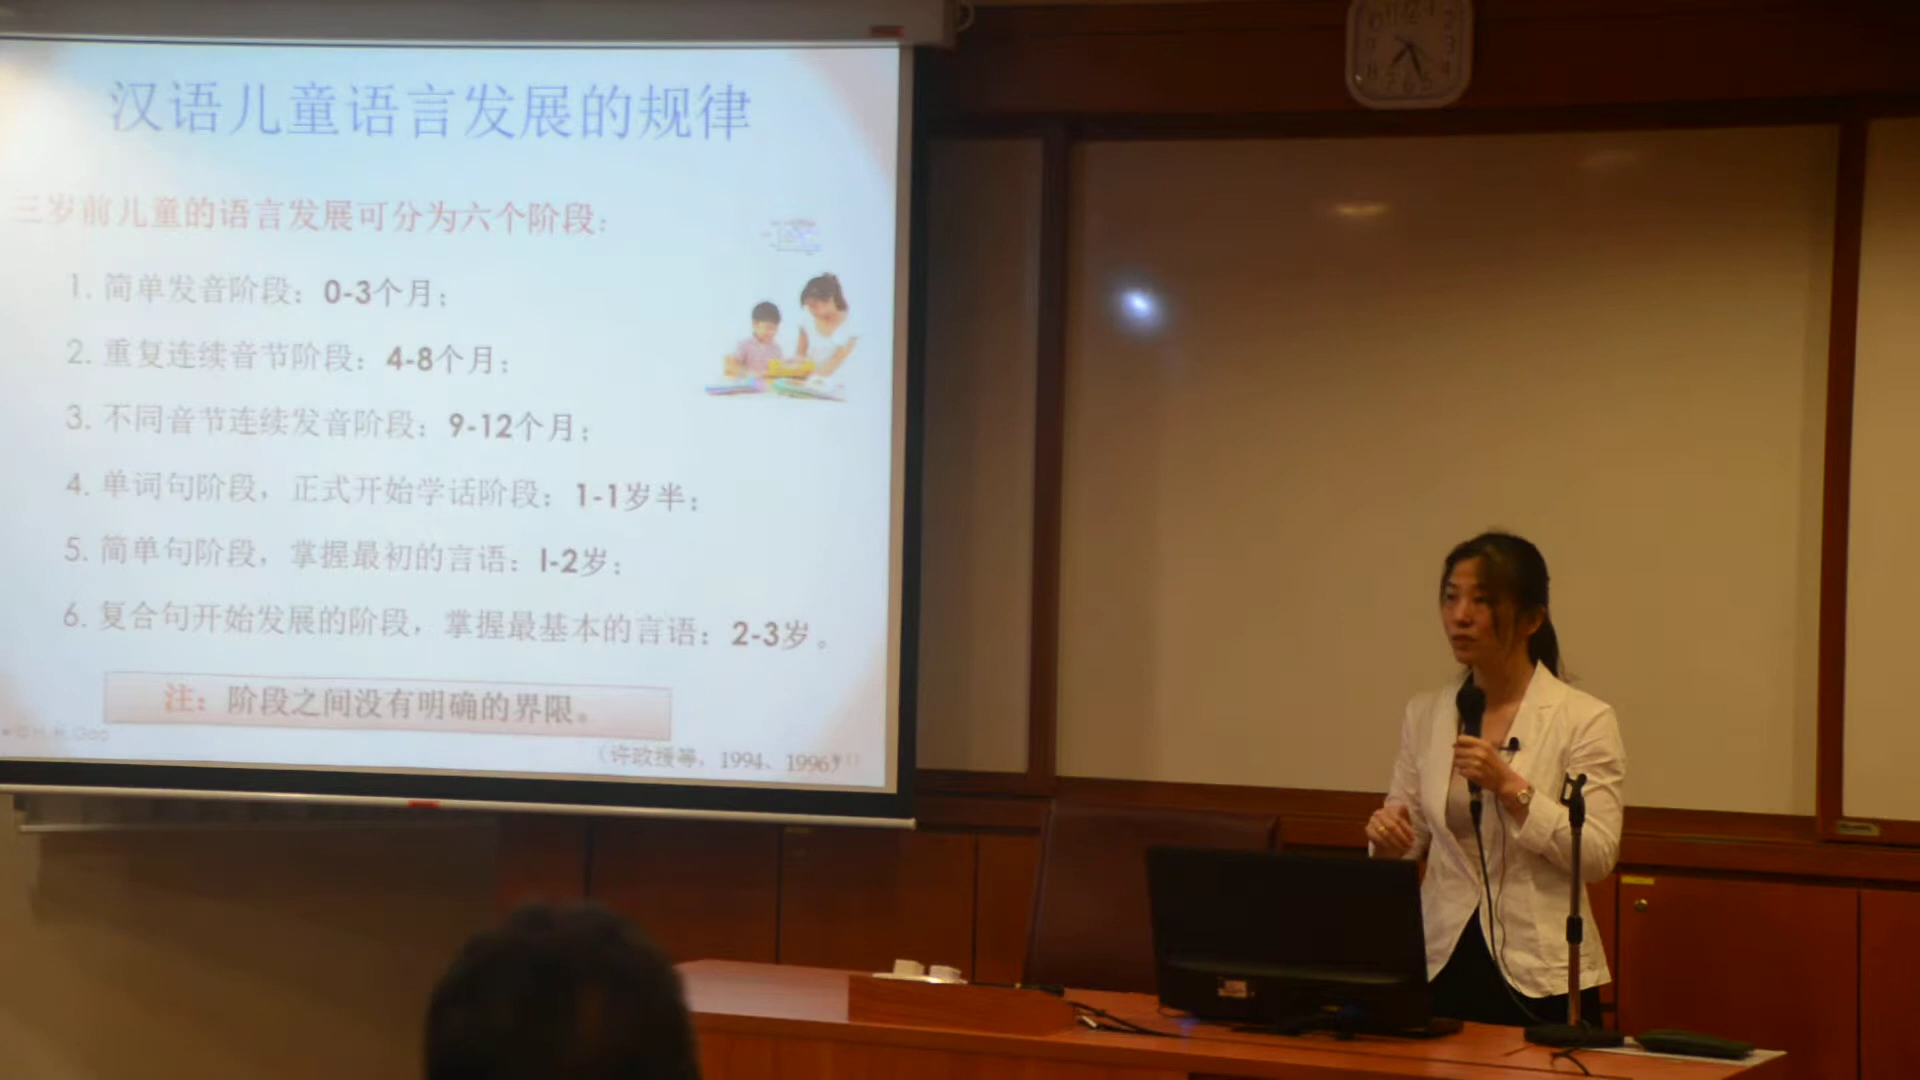 汉语儿童语言发展的规律
三岁前儿童的语言发展可分为六个阶段:
1. 简单发音阶段: 0-3个月;
2. 重复连续音节阶段: 4-8个月;
3. 不同音节连续发音阶段: 9-12个月;
4. 单词句阶段, 正式开始学话阶段: 1-1岁半;
5. 简单句阶段, 掌握最初的言语: I-2岁;
6. 复合句开始发展的阶段, 掌握最基本的言语: 2-3岁。
注: 阶段之间没有明确的界限。
(许政援等, 1994、1996)